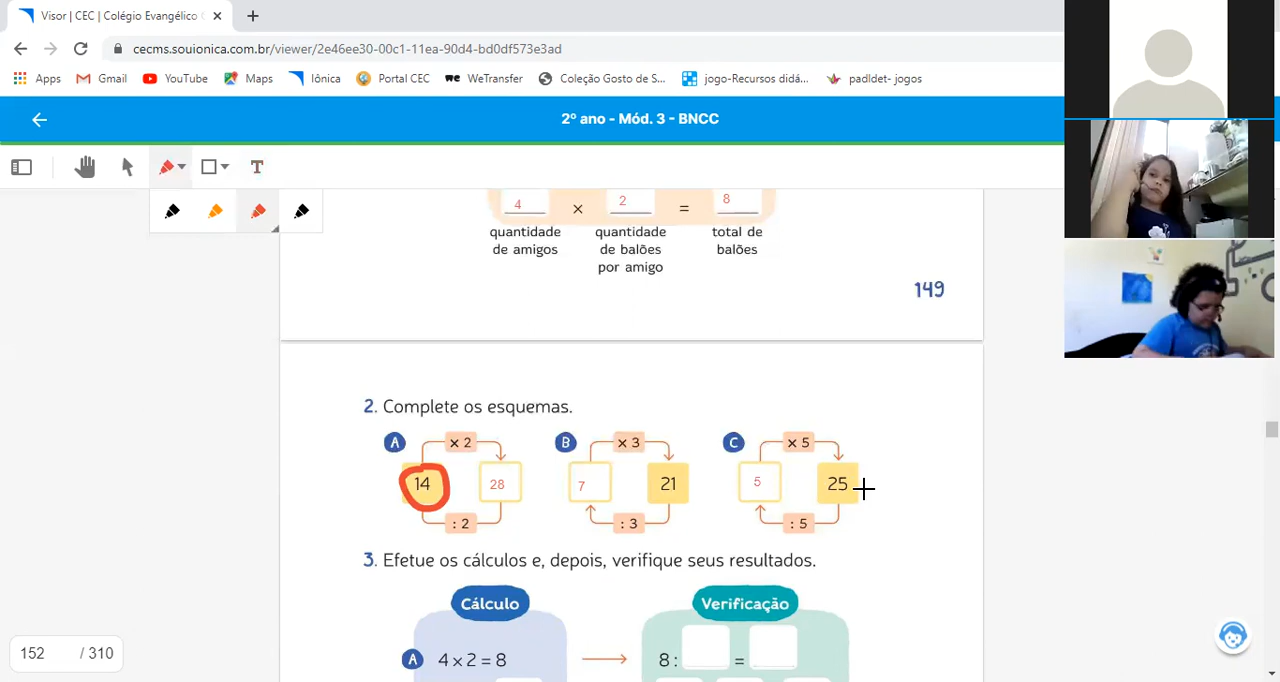 Visor | CEC | Colégio Evangélico
cecms.souionica.com.br/viewer/2e46ee30-00c1-11ea-90d4-bd0df573e3ad
Apps Gmail YouTube Maps Iônica Portal CEC WeTransfer Coleção Gosto de S... jogo-Recursos didá... padldet- jogos
2º ano - Mód. 3 - BNCC
T
4 × 2 = 8
quantidade de amigos
quantidade de balões por amigo
total de balões
149
2. Complete os esquemas.
A × 2 B × 3 C × 5
14 28 7 21 5 25
: 2 : 3 : 5
3. Efetue os cálculos e, depois, verifique seus resultados.
Cálculo Verificação
A 4 x 2 = 8 8 : =
152 / 310